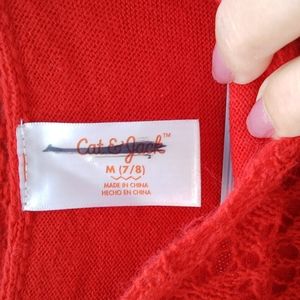 Cat & Jack™
M (7/8)
MADE IN CHINA
HECHO EN CHINA